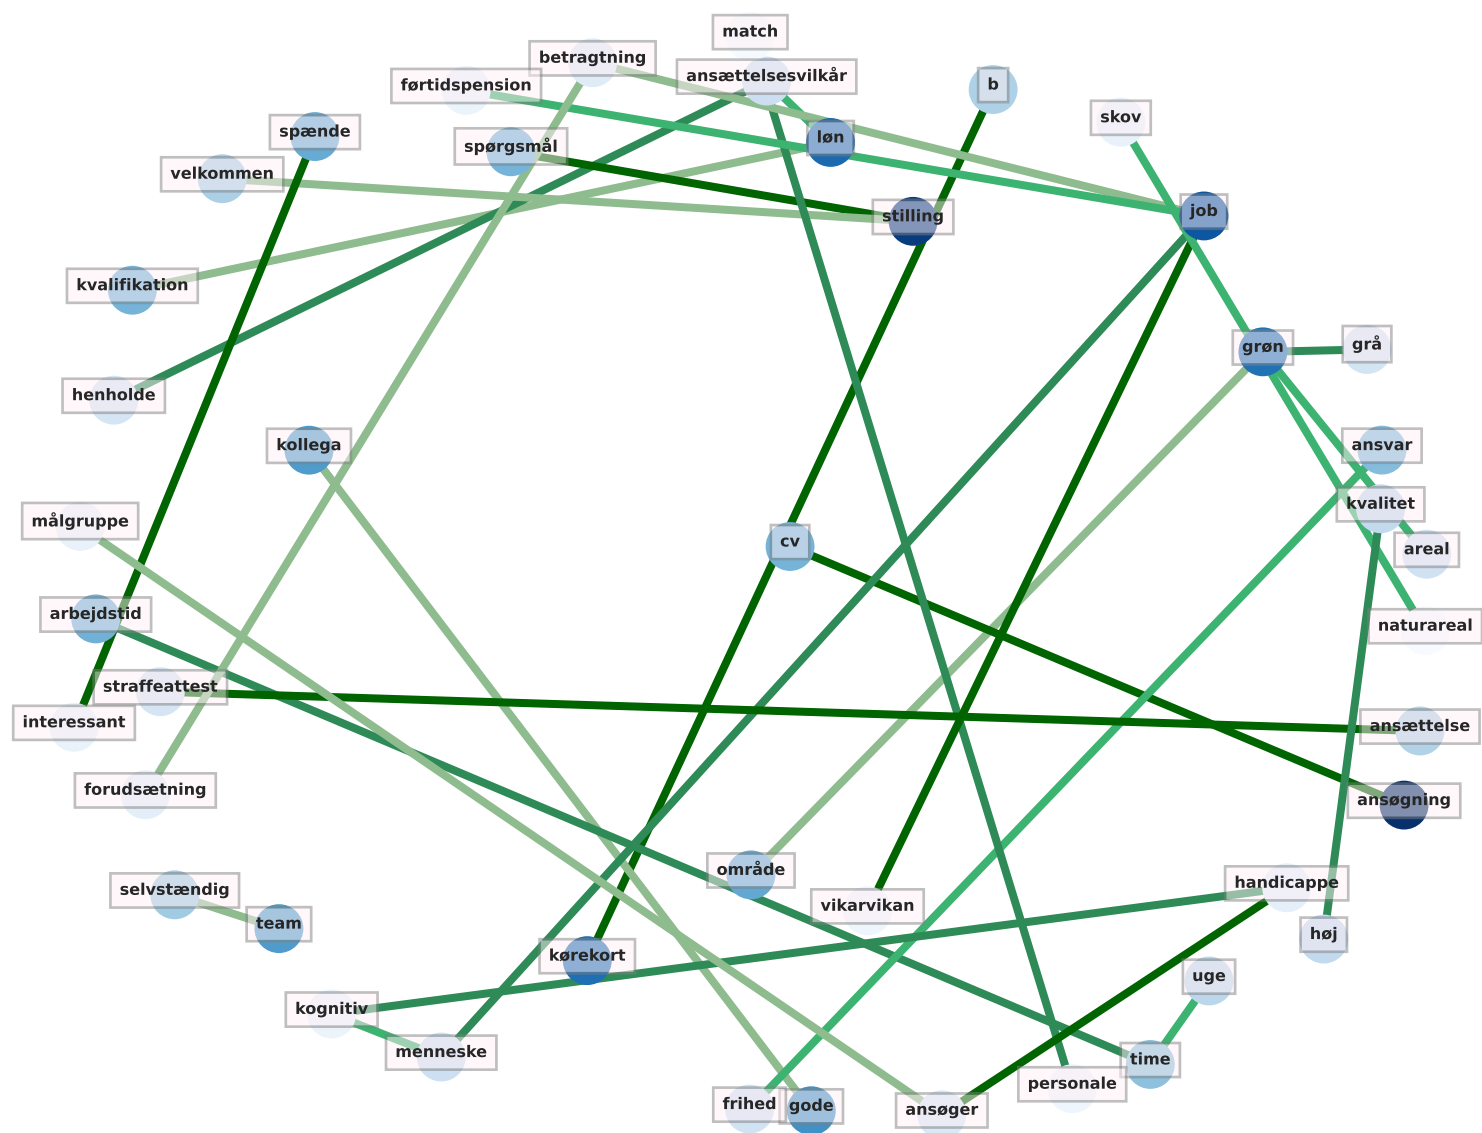 match
betragtning
ansættelsesvilkår
førtidspension
b
skov
spænde
løn
spørgsmål
velkommen
job
stilling
kvalifikation
grøn
grå
henholde
kollega
ansvar
kvalitet
målgruppe
cv
areal
arbejdstid
naturareal
straffeattest
interessant
ansættelse
forudsætning
ansøgning
område
handicappe
selvstændig
vikarvikan
team
høj
kørekort
uge
kognitiv
menneske
time
personale
frihed
gode
ansøger